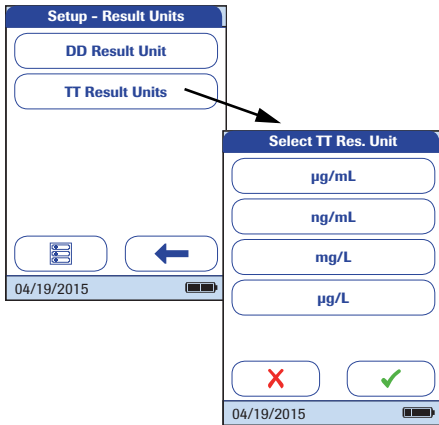 Setup - Result Units
DD Result Unit
TT Result Units
04/19/2015
Select TT Res. Unit
µg/mL
ng/mL
mg/L
µg/L
04/19/2015